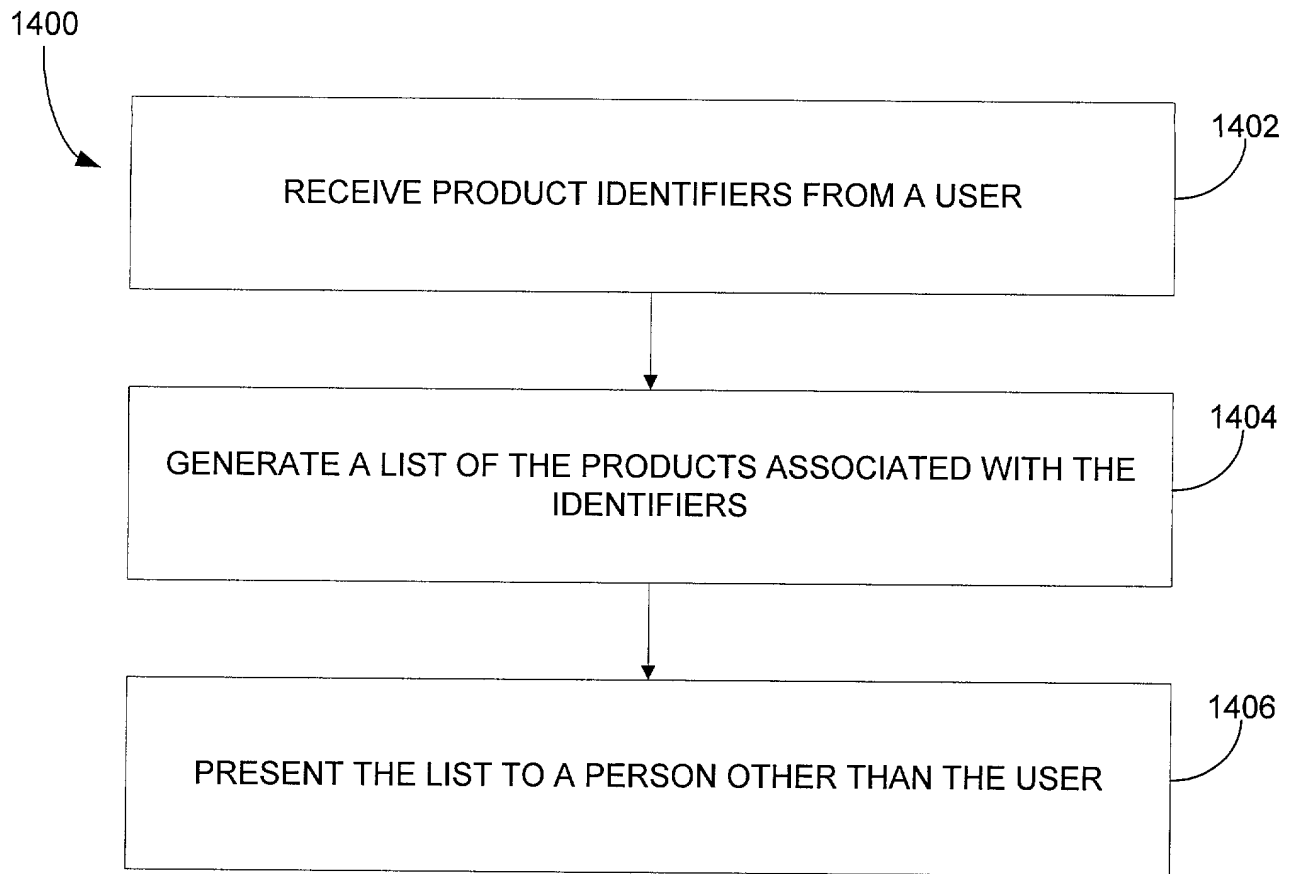 1400
1402
RECEIVE PRODUCT IDENTIFIERS FROM A USER
1404
GENERATE A LIST OF THE PRODUCTS ASSOCIATED WITH THE
IDENTIFIERS
1406
PRESENT THE LIST TO A PERSON OTHER THAN THE USER